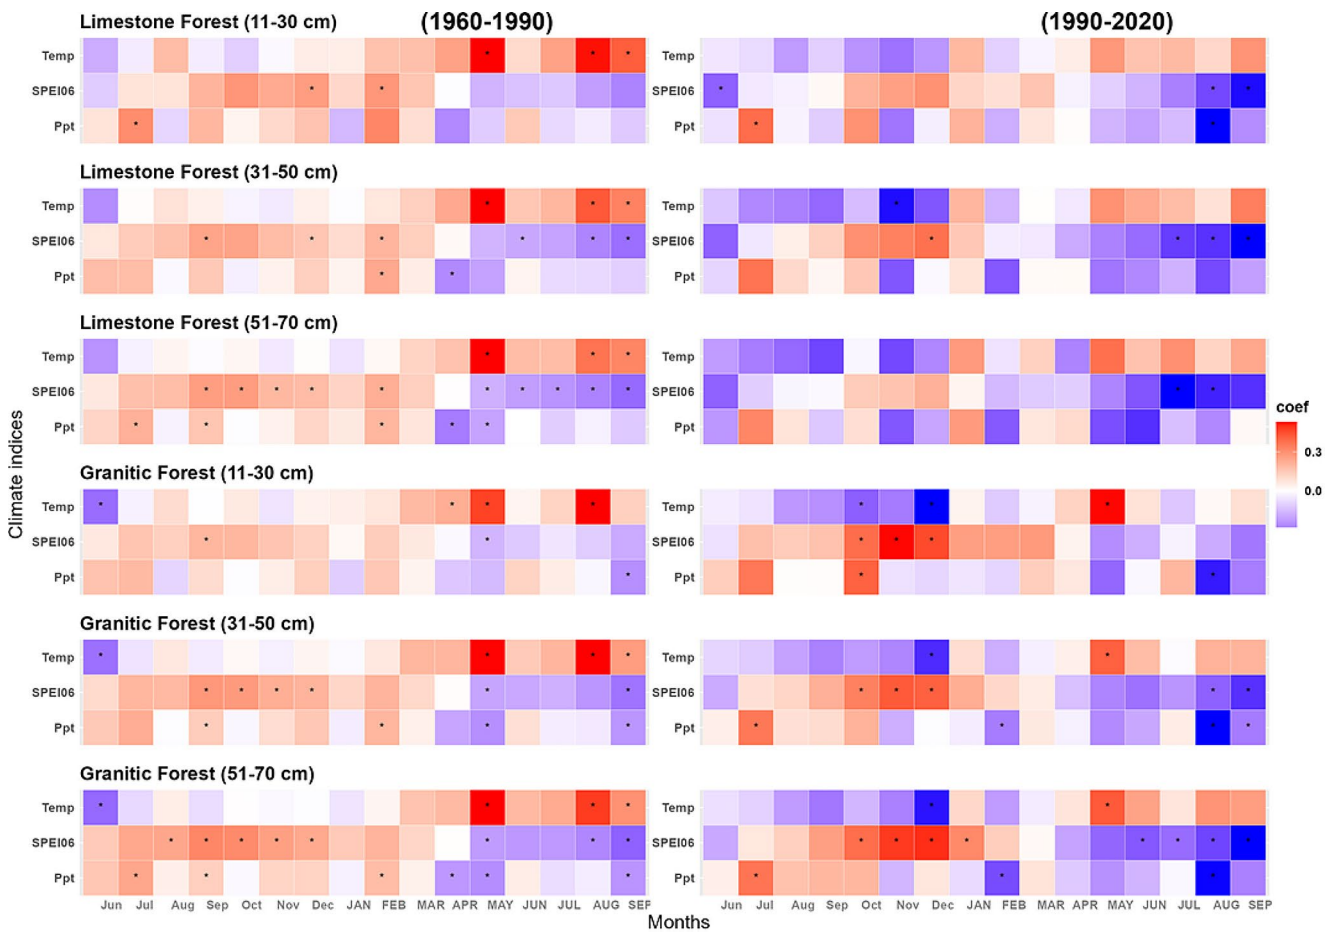 Limestone Forest (11-30 cm) (1960-1990) (1990-2020)
Temp
SPEI06 * * * SPEI06 * * *
Ppt * Ppt * *
Limestone Forest (31-50 cm)
Temp * * * Temp *
SPEI06 * * * * * * SPEI06 * * * *
Ppt * * Ppt
Limestone Forest (51-70 cm)
Temp * * * Temp
SPEI06 * * * * * * * * * * SPEI06 * *
Ppt * * * * * Ppt
coef
0.3
0.0
Climate indices
Granitic Forest (11-30 cm)
Temp * * * * Temp * * *
SPEI06 * * SPEI06 * * *
Ppt * Ppt * *
Granitic Forest (31-50 cm)
Temp * * * * Temp * *
SPEI06 * * * * * * SPEI06 * * * * *
Ppt * * * * Ppt * * * *
Granitic Forest (51-70 cm)
Temp * * * * Temp * *
SPEI06 * * * * * * * * SPEI06 * * * * * * * *
Ppt * * * * * * Ppt * * *
Jun Jul Aug Sep Oct Nov Dec JAN FEB MAR APR MAY JUN JUL AUG SEP Jun Jul Aug Sep Oct Nov Dec JAN FEB MAR APR MAY JUN JUL AUG SEP
Months